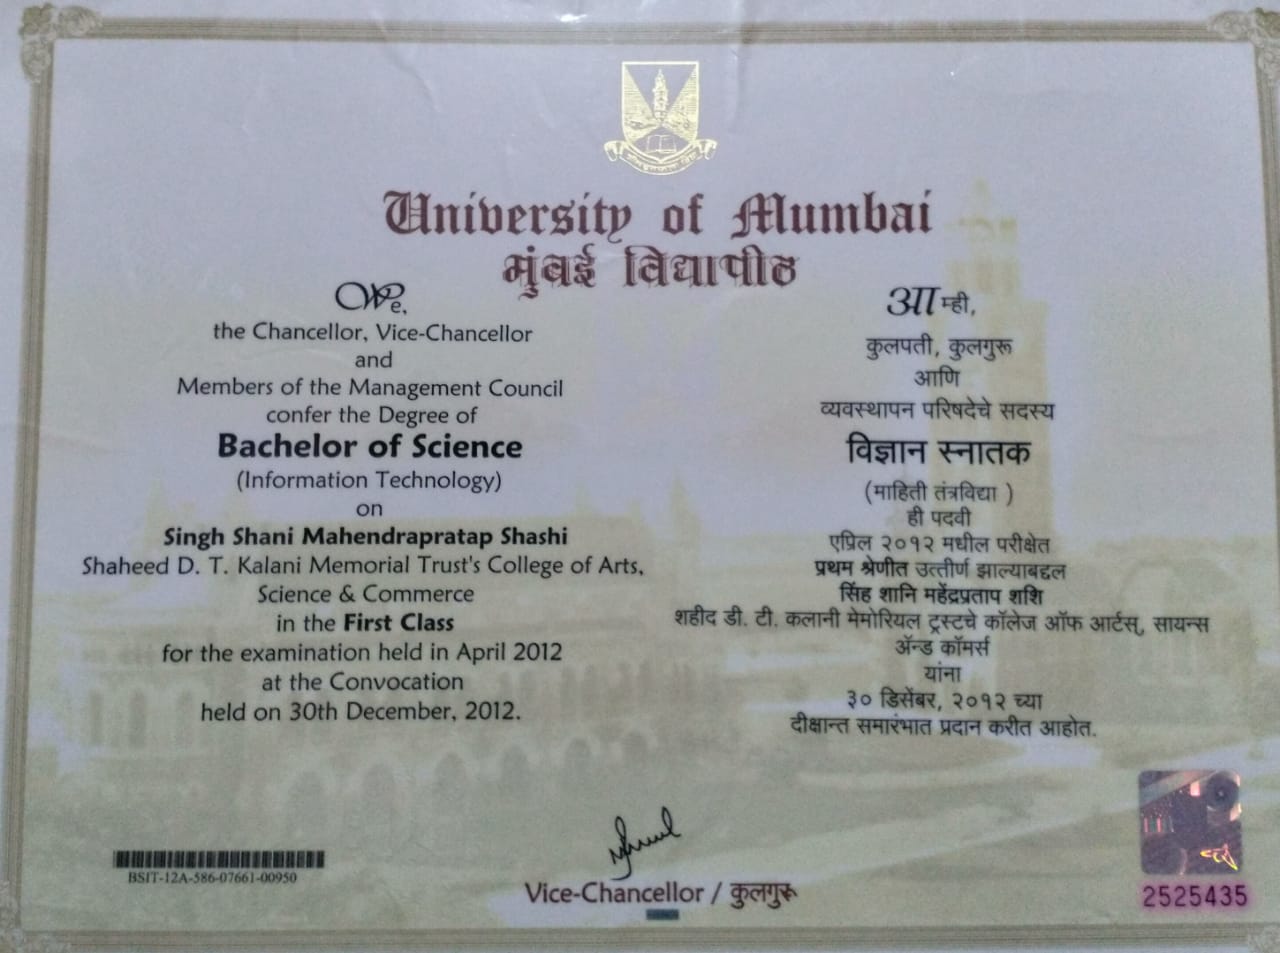 University of Mumbai
मुंबई विद्यापीठ
We,
the Chancellor, Vice-Chancellor
and
Members of the Management Council
confer the Degree of
Bachelor of Science
(Information Technology)
on
Singh Shani Mahendrapratap Shashi
Shaheed D. T. Kalani Memorial Trust's College of Arts,
Science & Commerce
in the First Class
for the examination held in April 2012
at the Convocation
held on 30th December, 2012.
आम्ही,
कुलपती, कुलगुरू
आणि
व्यवस्थापन परिषदेचे सदस्य
विज्ञान स्नातक
(माहिती तंत्रविद्या )
ही पदवी
एप्रिल २०१२ मधील परीक्षेत
प्रथम श्रेणीत उत्तीर्ण झाल्याबद्दल
सिंह शानि महेंद्रप्रताप शशि
शहीद डी. टी. कलानी मेमोरियल ट्रस्टचे कॉलेज ऑफ आर्टस्, सायन्स
ॲन्ड कॉमर्स
यांना
३० डिसेंबर, २०१२ च्या
दीक्षान्त समारंभात प्रदान करीत आहोत.
BSIT-12A-586-07661-00950
Vice-Chancellor / कुलगुरू
2525435